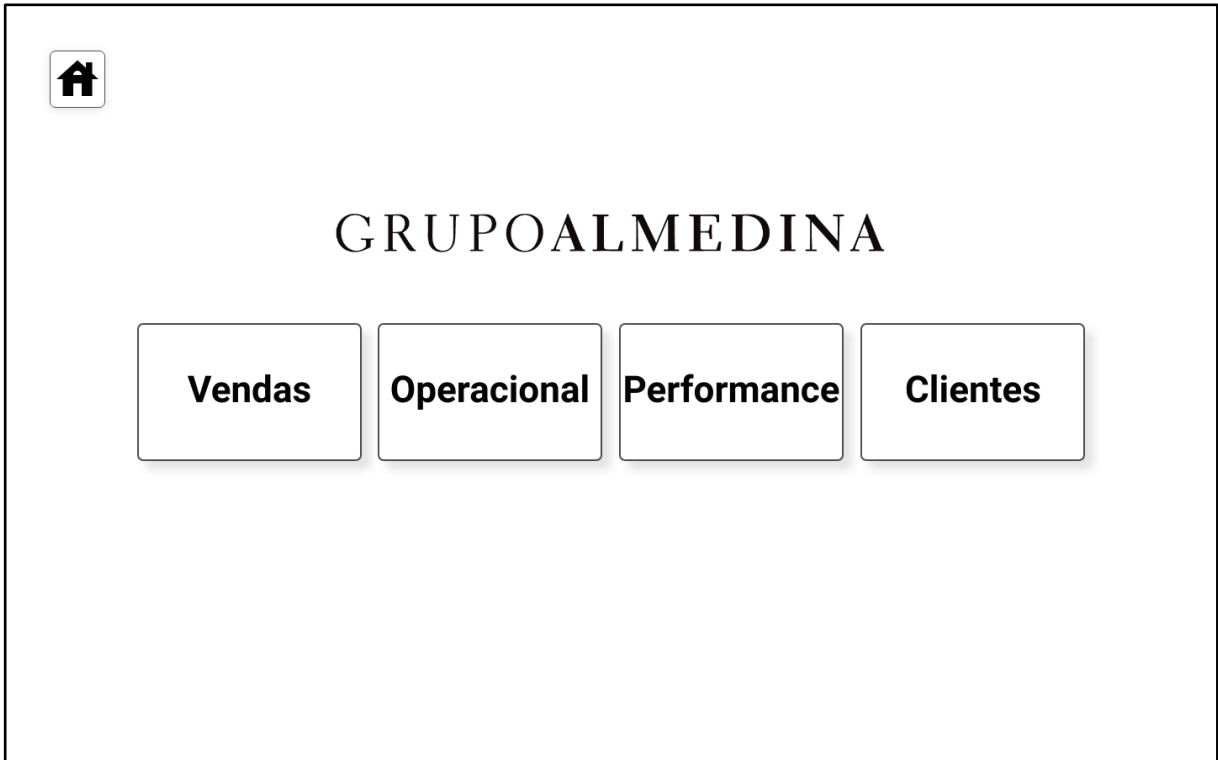 GRUPOALMEDINA
Vendas
Operacional
Performance
Clientes